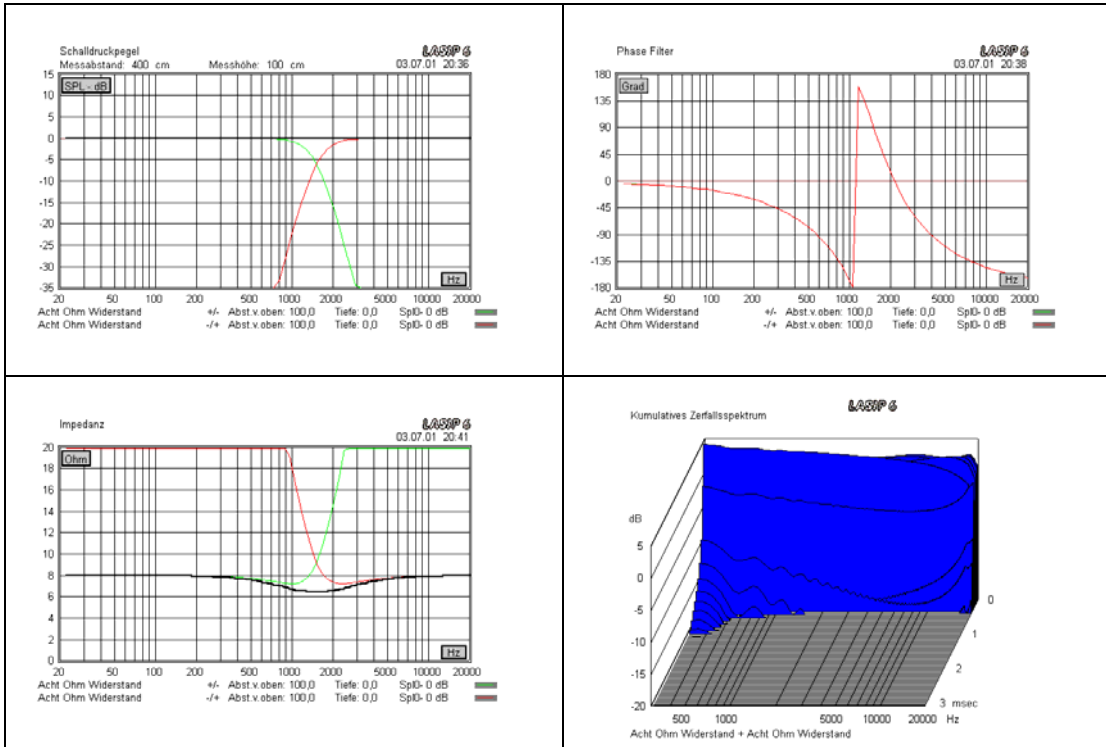 Schalldruckpegel LASIP 6
Messabstand: 400 cm Messhöhe: 100 cm 03.07.01 20:36
SPL - dB
15
10
5
0
-5
-10
-15
-20
-25
-30
-35
Hz
20 50 100 200 500 1000 2000 5000 10000 20000
Acht Ohm Widerstand +/- Abst.v.oben: 100,0 Tiefe: 0,0 Spl0- 0 dB
Acht Ohm Widerstand -/+ Abst.v.oben: 100,0 Tiefe: 0,0 Spl0- 0 dB
Phase Filter LASIP 6
03.07.01 20:38
Grad
180
135
90
45
0
-45
-90
-135
-180
Hz
20 50 100 200 500 1000 2000 5000 10000 20000
Acht Ohm Widerstand +/- Abst.v.oben: 100,0 Tiefe: 0,0 Spl0- 0 dB
Acht Ohm Widerstand -/+ Abst.v.oben: 100,0 Tiefe: 0,0 Spl0- 0 dB
Impedanz LASIP 6
03.07.01 20:41
Ohm
20
18
16
14
12
10
8
6
4
2
0
Hz
20 50 100 200 500 1000 2000 5000 10000 20000
Acht Ohm Widerstand +/- Abst.v.oben: 100,0 Tiefe: 0,0 Spl0- 0 dB
Acht Ohm Widerstand -/+ Abst.v.oben: 100,0 Tiefe: 0,0 Spl0- 0 dB
LASIP 6
Kumulatives Zerfallsspektrum
dB
5
0
-5
-10
-15
-20
0
1
2
3 msec
500 1000 5000 10000 20000 Hz
Acht Ohm Widerstand + Acht Ohm Widerstand